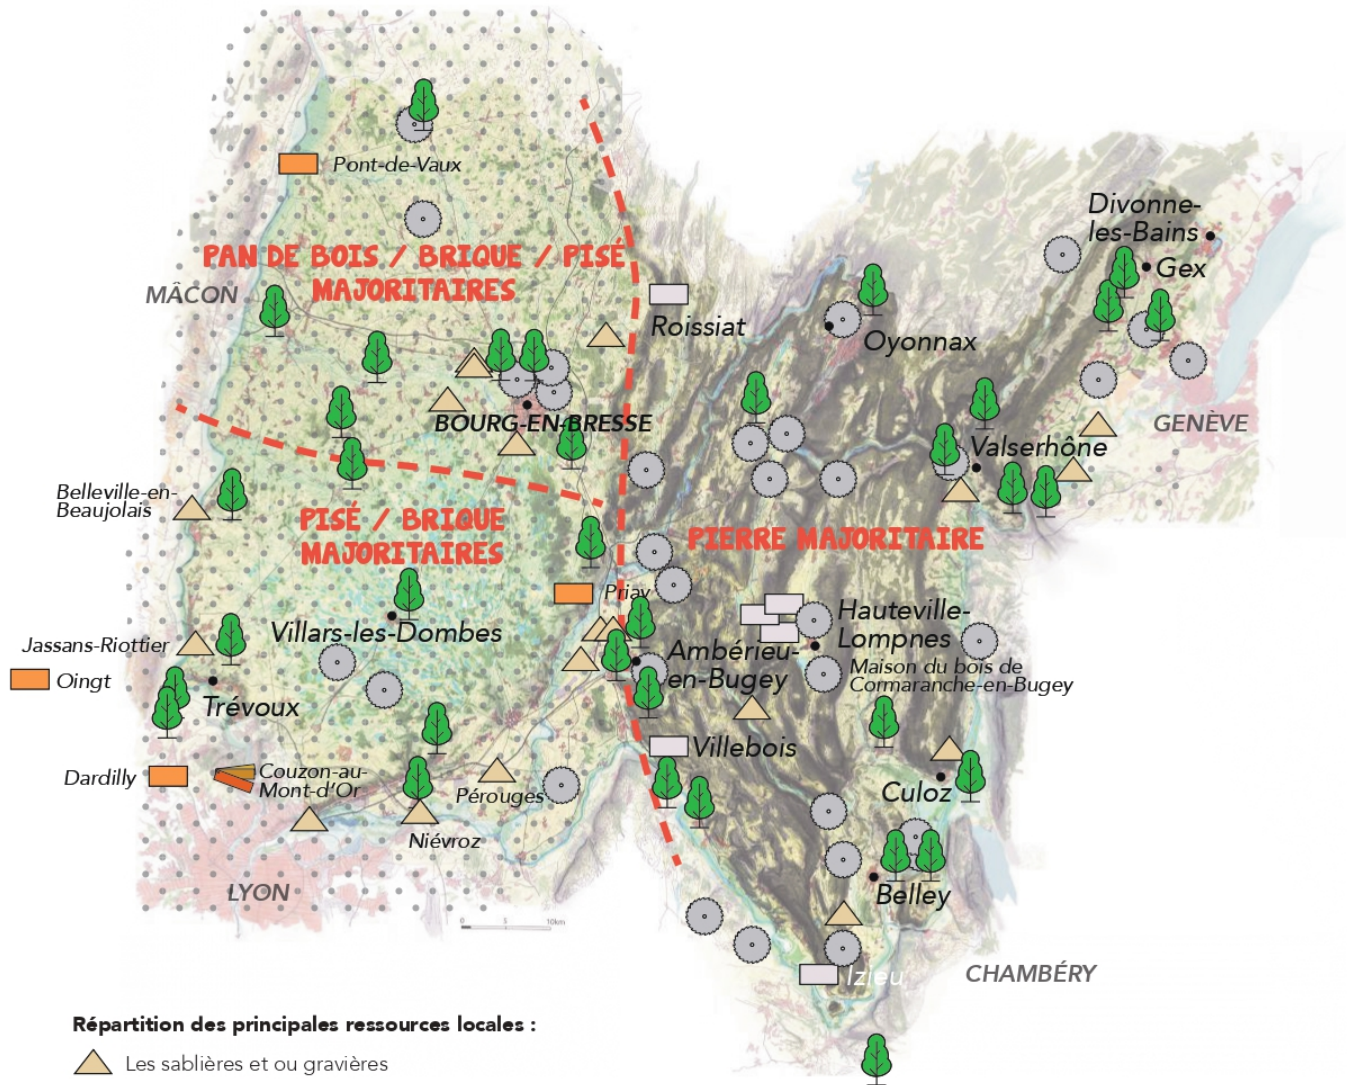 Pont-de-Vaux
Divonne-
les-Bains
Gex
PAN DE BOIS / BRIQUE / PISÉ
MAJORITAIRES
MÂCON
Roissiat
Oyonnax
BOURG-EN-BRESSE
GENÈVE
Valserhône
Belleville-en-
Beaujolais
PISÉ / BRIQUE
MAJORITAIRES
PIERRE MAJORITAIRE
Priay
Villars-les-Dombes
Hauteville-
Lompnes
Jassans-Riottier
Ambérieu-
en-Bugey
Maison du bois de
Cormaranche-en-Bugey
Oingt
Trévoux
Villebois
Dardilly
Couzon-au-
Mont-d'Or
Pérouges
Culoz
Niévroz
LYON
Belley
0 5 10km
Izieu
CHAMBÉRY
Répartition des principales ressources locales :
Les sablières et ou gravières